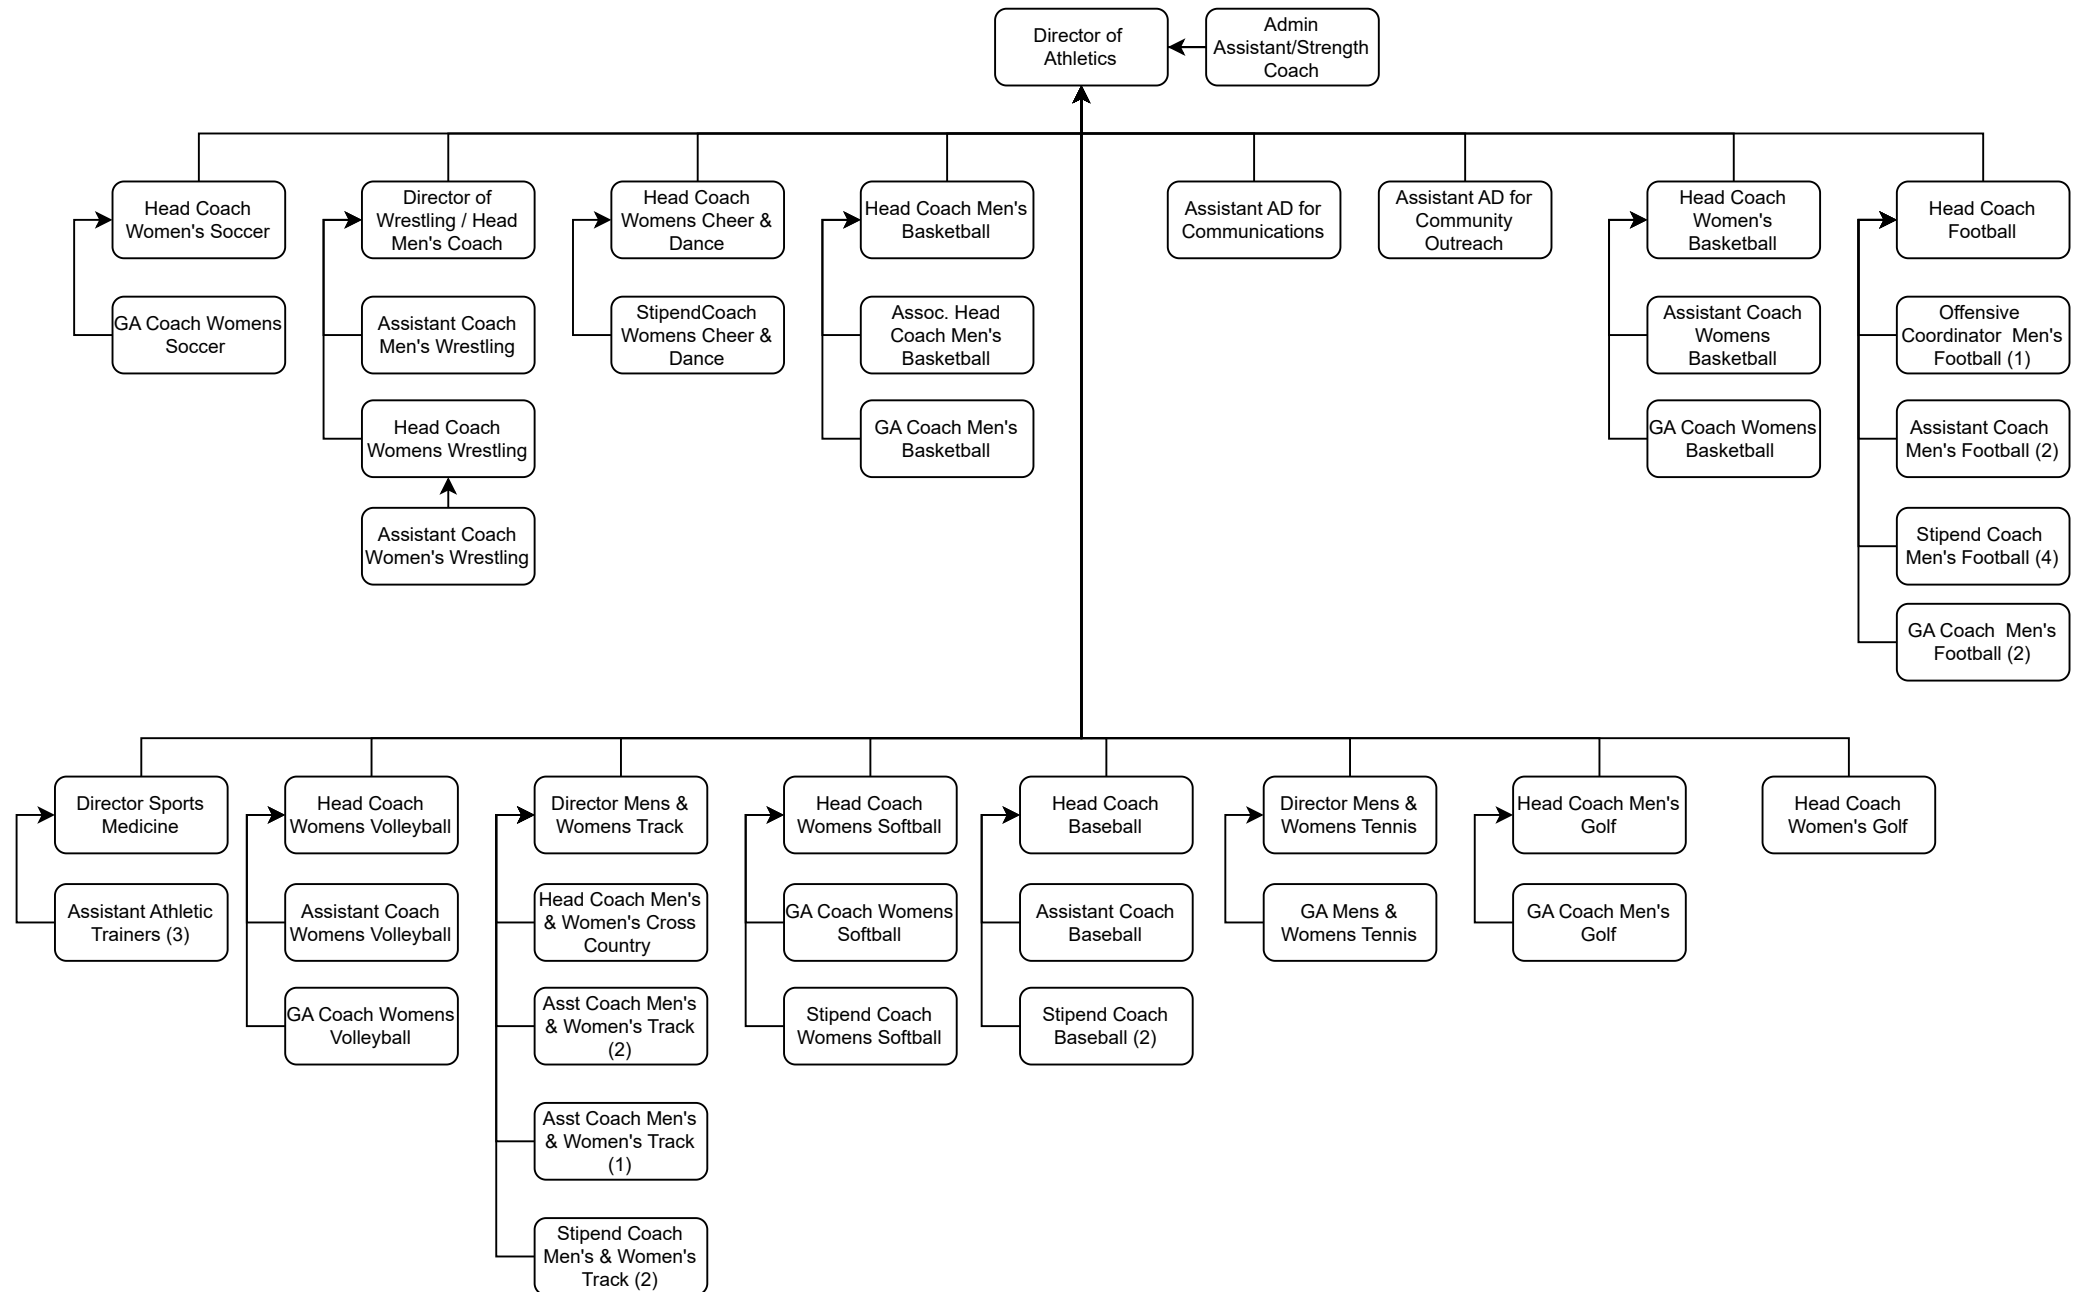 Director of
Athletics
Admin
Assistant/Strength
Coach
Head Coach
Women's Soccer
GA Coach Womens
Soccer
Director of
Wrestling / Head
Men's Coach
Assistant Coach
Men's Wrestling
Head Coach
Womens Wrestling
Assistant Coach
Women's Wrestling
Head Coach
Womens Cheer &
Dance
StipendCoach
Womens Cheer &
Dance
Head Coach Men's
Basketball
Assoc. Head
Coach Men's
Basketball
GA Coach Men's
Basketball
Assistant AD for
Communications
Assistant AD for
Community
Outreach
Head Coach
Women's
Basketball
Assistant Coach
Womens
Basketball
GA Coach Womens
Basketball
Head Coach
Football
Offensive
Coordinator  Men's
Football (1)
Assistant Coach
Men's Football (2)
Stipend Coach
Men's Football (4)
GA Coach  Men's
Football (2)
Director Sports
Medicine
Assistant Athletic
Trainers (3)
Head Coach
Womens Volleyball
Assistant Coach
Womens Volleyball
GA Coach Womens
Volleyball
Director Mens &
Womens Track
Head Coach Men's
& Women's Cross
Country
Asst Coach Men's
& Women's Track
(2)
Asst Coach Men's
& Women's Track
(1)
Stipend Coach
Men's & Women's
Track (2)
Head Coach
Womens Softball
GA Coach Womens
Softball
Stipend Coach
Womens Softball
Head Coach
Baseball
Assistant Coach
Baseball
Stipend Coach
Baseball (2)
Director Mens &
Womens Tennis
GA Mens &
Womens Tennis
Head Coach Men's
Golf
GA Coach Men's
Golf
Head Coach
Women's Golf